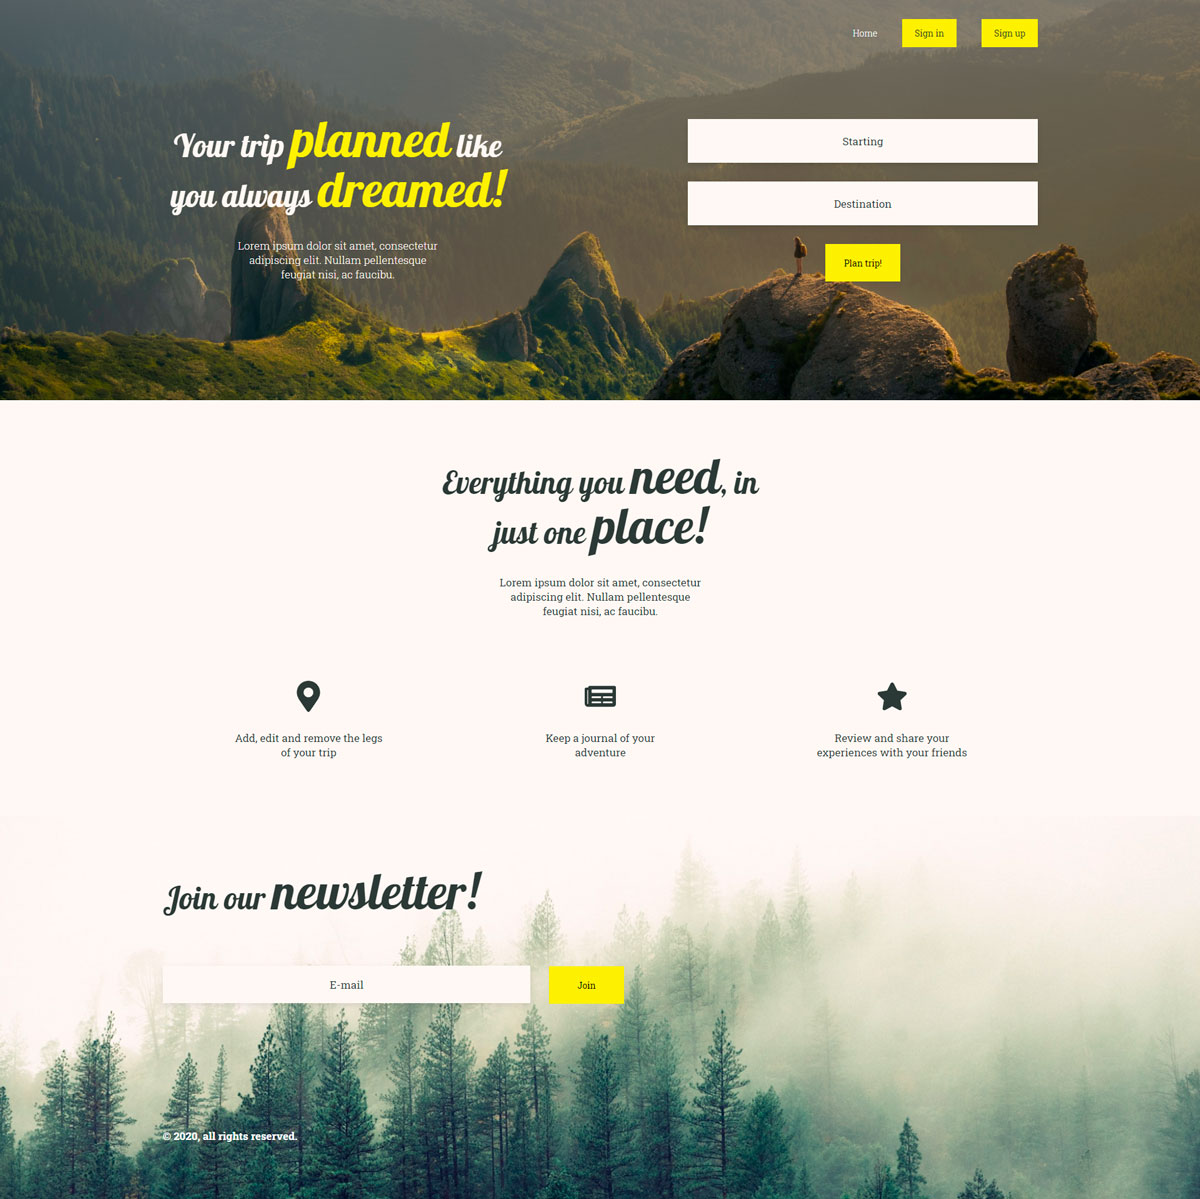 Home
Sign in
Sign up
Your trip planned like
you always dreamed!
Lorem ipsum dolor sit amet, consectetur
adipiscing elit. Nullam pellentesque
feugiat nisi, ac faucibu.
Starting
Destination
Plan trip!
Everything you need, in
just one place!
Lorem ipsum dolor sit amet, consectetur
adipiscing elit. Nullam pellentesque
feugiat nisi, ac faucibu.
Add, edit and remove the legs
of your trip
Keep a journal of your
adventure
Review and share your
experiences with your friends
Join our newsletter!
E-mail
Join
© 2020, all rights reserved.